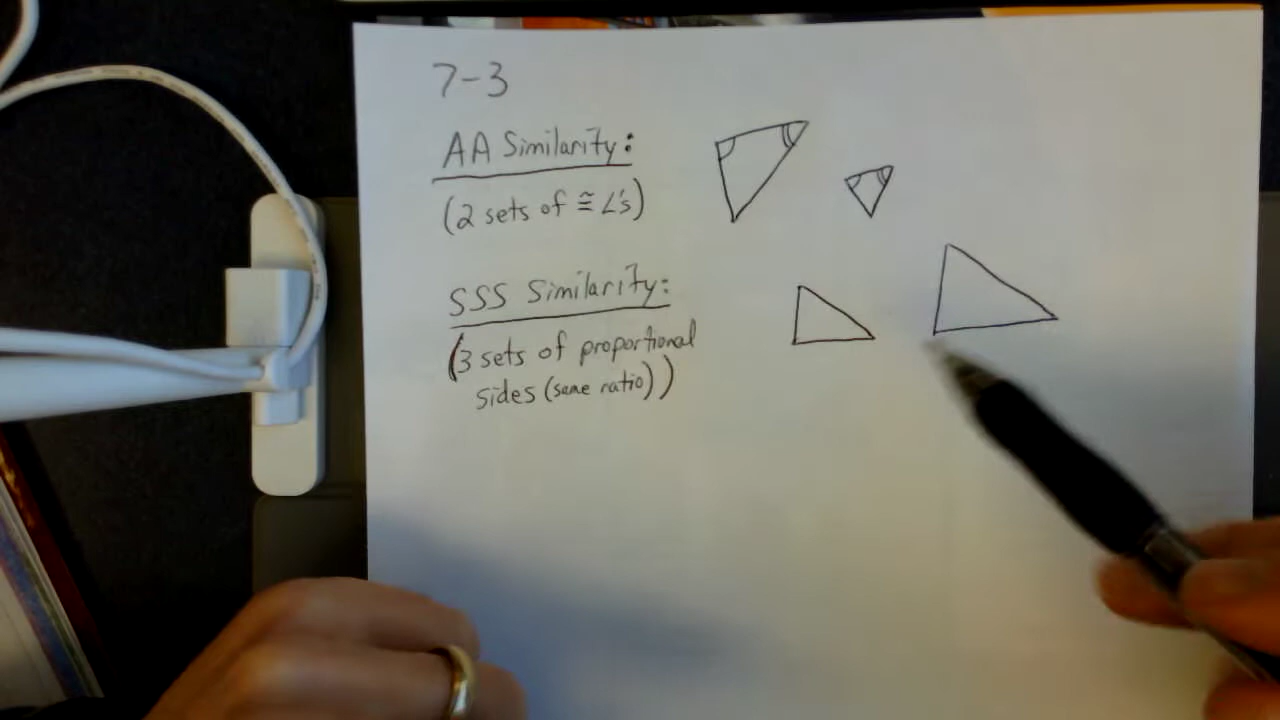 7-3
AA Similarity:
(2 sets of ≅ ∠'s)
SSS Similarity:
(3 sets of proportional
sides (same ratio))